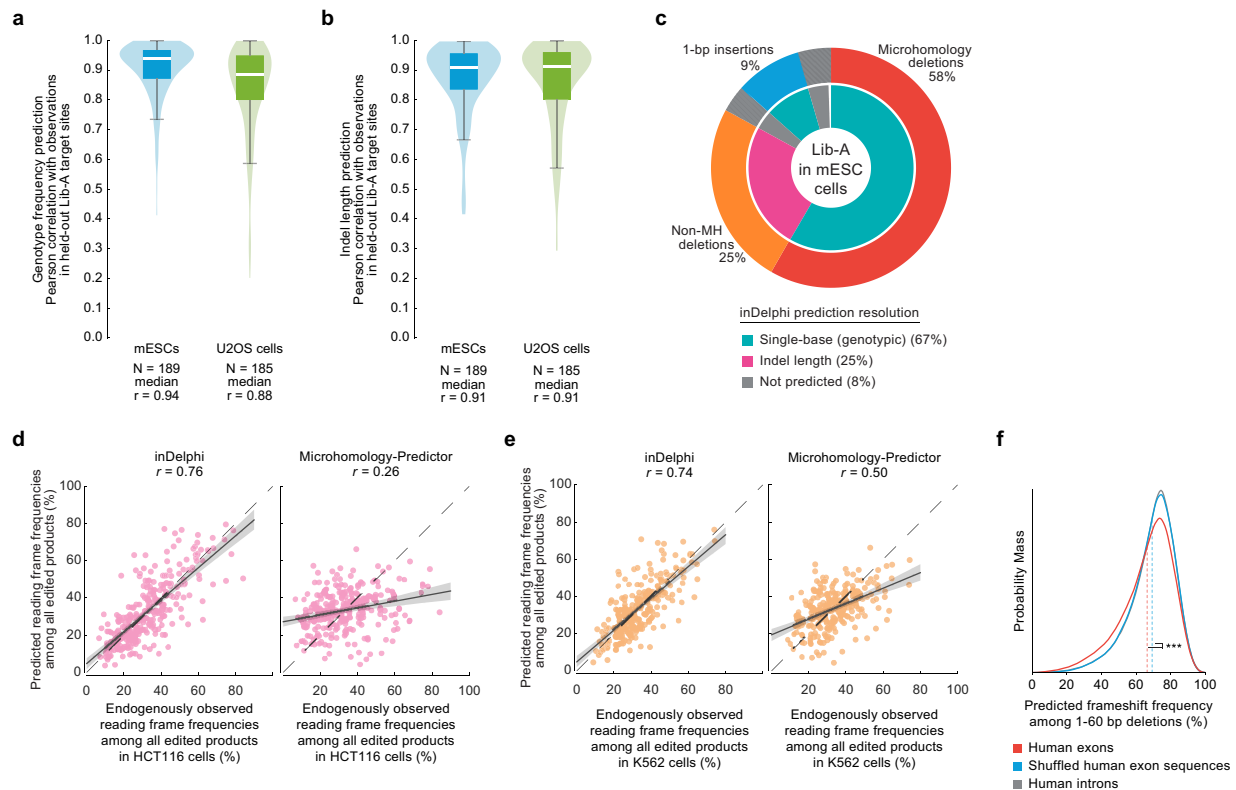 a
Genotype frequency prediction
Pearson correlation with observations
in held-out Lib-A target sites
1.0
0.9
0.8
0.7
0.6
0.5
0.4
0.3
0.2
0.1
0.0
mESCs
N = 189
median
r = 0.94
U2OS cells
N = 185
median
r = 0.88
b
Indel length prediction
Pearson correlation with observations
in held-out Lib-A target sites
1.0
0.9
0.8
0.7
0.6
0.5
0.4
0.3
0.2
0.1
0.0
mESCs
N = 189
median
r = 0.91
U2OS cells
N = 185
median
r = 0.91
c
1-bp insertions
9%
Microhomology
deletions
58%
Lib-A
in mESC
cells
Non-MH
deletions
25%
inDelphi prediction resolution
Single-base (genotypic) (67%)
Indel length (25%)
Not predicted (8%)
d
inDelphi
r = 0.76
Microhomology-Predictor
r = 0.26
Predicted reading frame frequencies
among all edited products (%)
100
80
60
40
20
0
0 20 40 60 80
0 20 40 60 80 100
Endogenously observed
reading frame frequencies
among all edited products
in HCT116 cells (%)
Endogenously observed
reading frame frequencies
among all edited products
in HCT116 cells (%)
e
inDelphi
r = 0.74
Microhomology-Predictor
r = 0.50
Predicted reading frame frequencies
among all edited products (%)
100
80
60
40
20
0
0 20 40 60 80 100
0 20 40 60 80 100
Endogenously observed
reading frame frequencies
among all edited products
in K562 cells (%)
Endogenously observed
reading frame frequencies
among all edited products
in K562 cells (%)
f
Probability Mass
***
0 20 40 60 80 100
Predicted frameshift frequency
among 1-60 bp deletions (%)
Human exons
Shuffled human exon sequences
Human introns